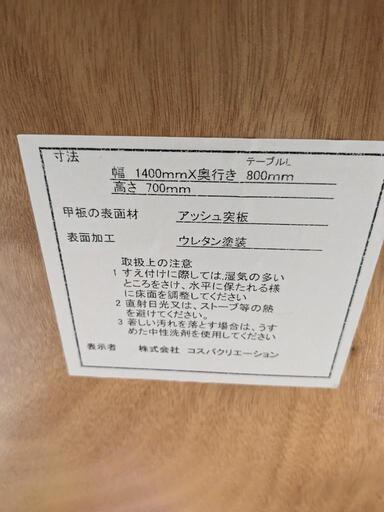 寸法 テーブルL
幅 1400mmX奥行き 800mm
高さ 700mm
甲板の表面材 アッシュ突板
表面加工 ウレタン塗装
取扱上の注意
1 すえ付けに際しては、湿気の多い
ところをさけ、水平に保たれる様
に床面を調整してください
2 直射日光又は、ストーブ等の熱
を避けてください。
3 著しい汚れを落とす場合は、うす
めた中性洗剤を使用してください
表示者 株式会社 コスパクリエーション